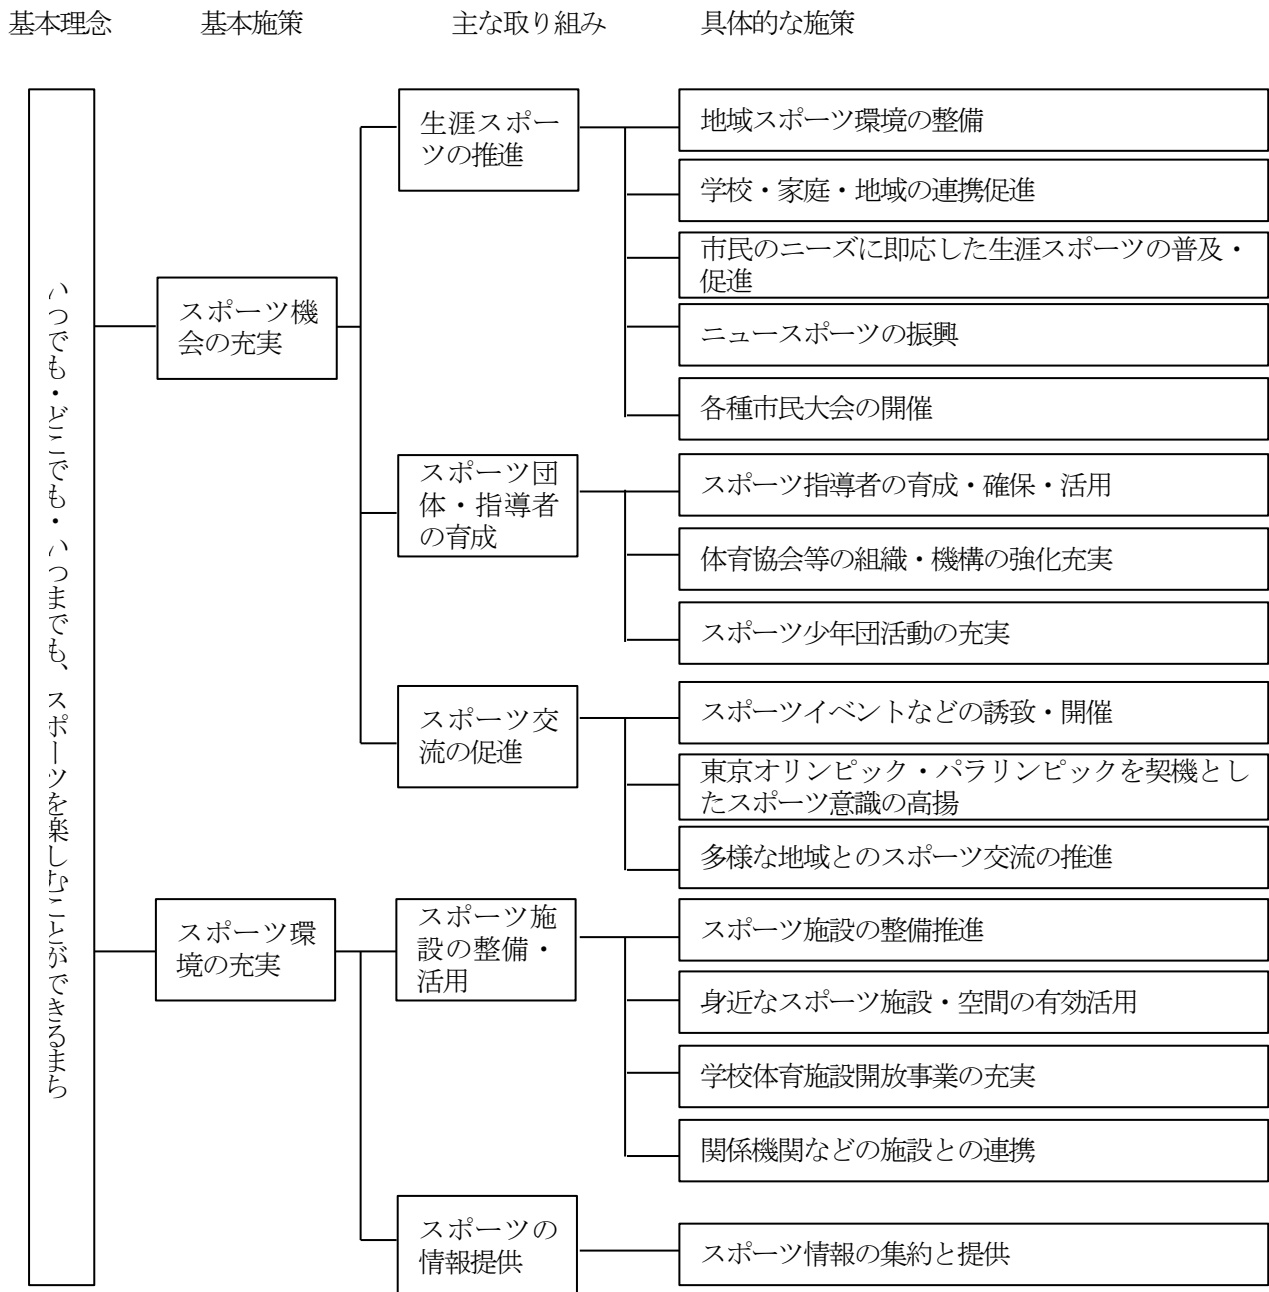 基本理念 基本施策 主な取り組み 具体的な施策
いつでも・どこでも・いつまでも、スポーツを楽しむことができるまち
スポーツ機
会の充実
生涯スポー
ツの推進
地域スポーツ環境の整備
学校・家庭・地域の連携促進
市民のニーズに即応した生涯スポーツの普及・
促進
ニュースポーツの振興
各種市民大会の開催
スポーツ団
体・指導者
の育成
スポーツ指導者の育成・確保・活用
体育協会等の組織・機構の強化充実
スポーツ少年団活動の充実
スポーツ交
流の促進
スポーツイベントなどの誘致・開催
東京オリンピック・パラリンピックを契機とし
たスポーツ意識の高揚
多様な地域とのスポーツ交流の推進
スポーツ環
境の充実
スポーツ施
設の整備・
活用
スポーツ施設の整備推進
身近なスポーツ施設・空間の有効活用
学校体育施設開放事業の充実
関係機関などの施設との連携
スポーツの
情報提供
スポーツ情報の集約と提供